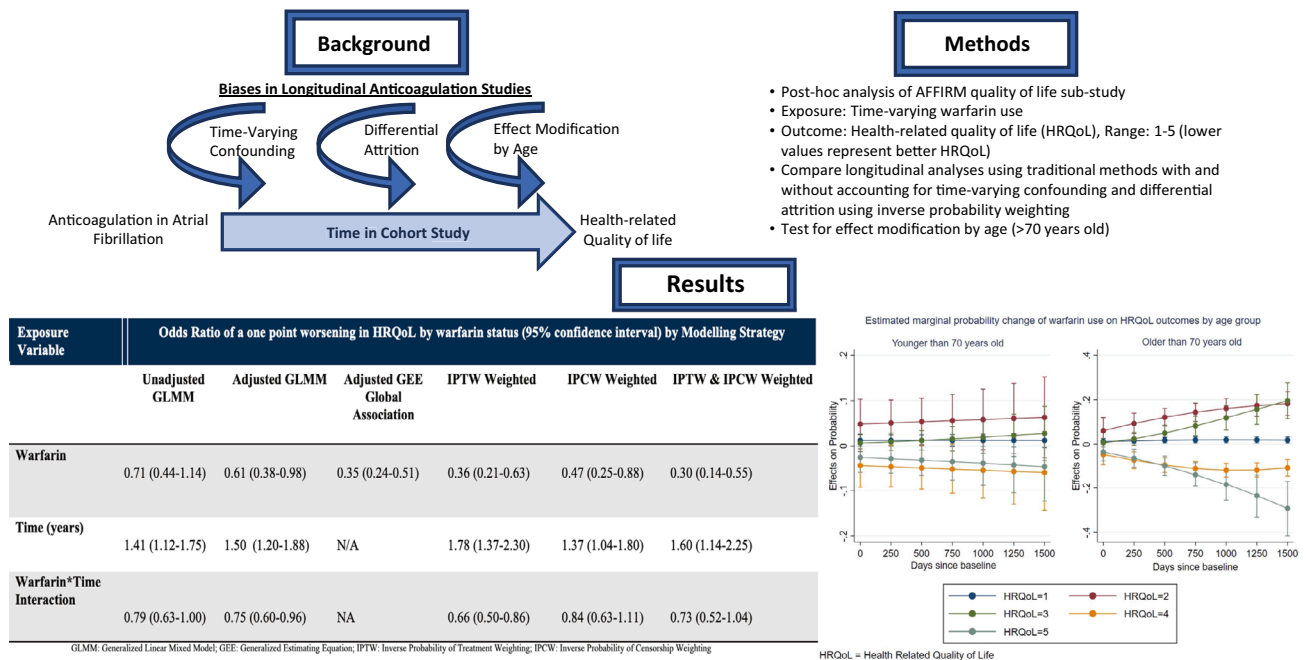 Background
Biases in Longitudinal Anticoagulation Studies
Time-Varying
Confounding
Differential
Attrition
Effect Modification
by Age
Anticoagulation in Atrial
Fibrillation
Time in Cohort Study
Health-related
Quality of life
Methods
• Post-hoc analysis of AFFIRM quality of life sub-study
• Exposure: Time-varying warfarin use
• Outcome: Health-related quality of life (HRQoL), Range: 1-5 (lower
values represent better HRQoL)
• Compare longitudinal analyses using traditional methods with and
without accounting for time-varying confounding and differential
attrition using inverse probability weighting
• Test for effect modification by age (>70 years old)
Results
Exposure
Variable
Odds Ratio of a one point worsening in HRQoL by warfarin status (95% confidence interval) by Modelling Strategy
Unadjusted
GLMM
Adjusted GLMM
Adjusted GEE
Global
Association
IPTW Weighted
IPCW Weighted
IPTW & IPCW Weighted
Warfarin
0.71 (0.44-1.14) 0.61 (0.38-0.98) 0.35 (0.24-0.51) 0.36 (0.21-0.63) 0.47 (0.25-0.88) 0.30 (0.14-0.55)
Time (years)
1.41 (1.12-1.75) 1.50 (1.20-1.88) N/A 1.78 (1.37-2.30) 1.37 (1.04-1.80) 1.60 (1.14-2.25)
Warfarin*Time
Interaction
0.79 (0.63-1.00) 0.75 (0.60-0.96) NA 0.66 (0.50-0.86) 0.84 (0.63-1.11) 0.73 (0.52-1.04)
GLMM: Generalized Linear Mixed Model; GEE: Generalized Estimating Equation; IPTW: Inverse Probability of Treatment Weighting; IPCW: Inverse Probability of Censorship Weighting
Estimated marginal probability change of warfarin use on HRQoL outcomes by age group
Younger than 70 years old
Effects on Probability
.2
.1
0
-.1
-.2
0 250 500 750 1000 1250 1500
Days since baseline
Older than 70 years old
Effects on Probability
.4
.2
0
-.2
-.4
0 250 500 750 1000 1250 1500
Days since baseline
HRQoL=1 HRQoL=2
HRQoL=3 HRQoL=4
HRQoL=5
HRQoL = Health Related Quality of Life